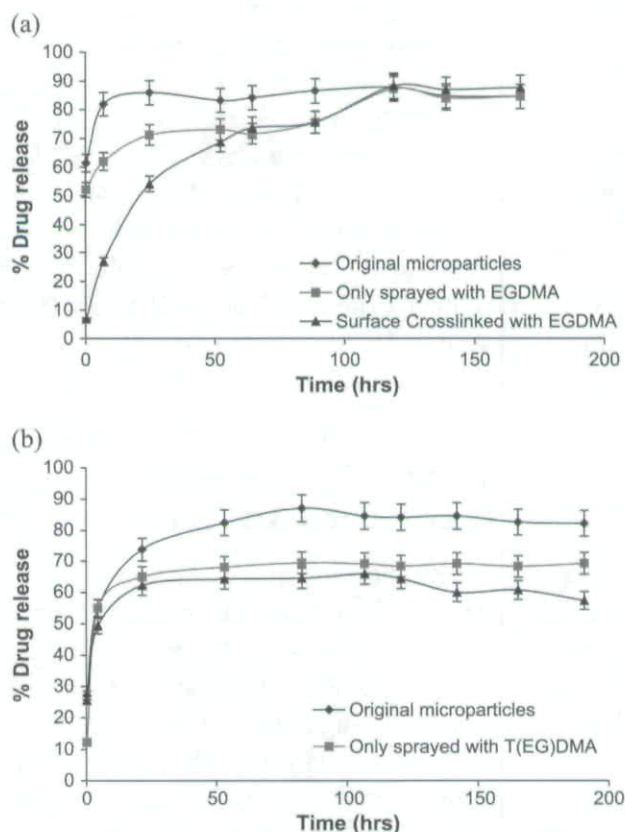 (a)
100
90
80
70
60
50
40
30
20
10
0
% Drug release
Original microparticles
Only sprayed with EGDMA
Surface Crosslinked with EGDMA
0 50 100 150 200
Time (hrs)
(b)
100
90
80
70
60
50
40
30
20
10
0
% Drug release
Original microparticles
Only sprayed with T(EG)DMA
0 50 100 150 200
Time (hrs)